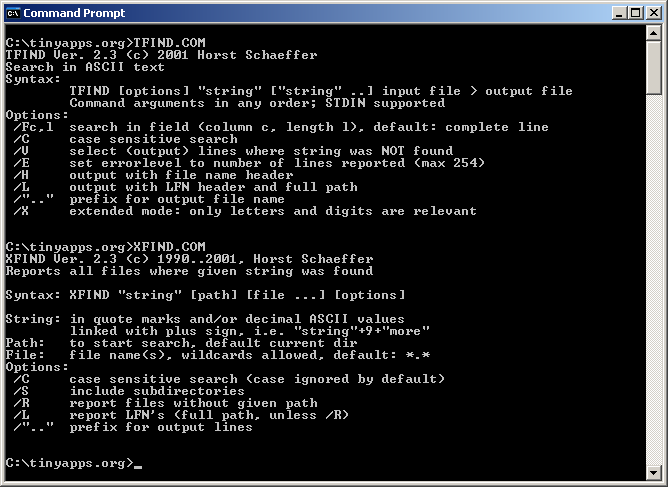 Command Prompt
C:\tinyapps.org>TFIND.COM
TFIND Ver. 2.3 (c) 2001 Horst Schaeffer
Search in ASCII text
Syntax:
        TFIND [options] "string" ["string" ..] input file > output file
        Command arguments in any order; STDIN supported
Options:
 /Fc,l  search in field (column c, length l), default: complete line
 /C     case sensitive search
 /U     select (output) lines where string was NOT found
 /E     set errorlevel to number of lines reported (max 254)
 /H     output with file name header
 /L     output with LFN header and full path
 /".."  prefix for output file name
 /X     extended mode: only letters and digits are relevant
C:\tinyapps.org>XFIND.COM
XFIND Ver. 2.3 (c) 1990..2001, Horst Schaeffer
Reports all files where given string was found
Syntax: XFIND "string" [path] [file ...] [options]
String: in quote marks and/or decimal ASCII values
        linked with plus sign, i.e. "string"+9+"more"
Path:   to start search, default current dir
File:   file name(s), wildcards allowed, default: *.*
Options:
 /C     case sensitive search (case ignored by default)
 /S     include subdirectories
 /R     report files without given path
 /L     report LFN's (full path, unless /R)
 /".."  prefix for output lines
C:\tinyapps.org>_